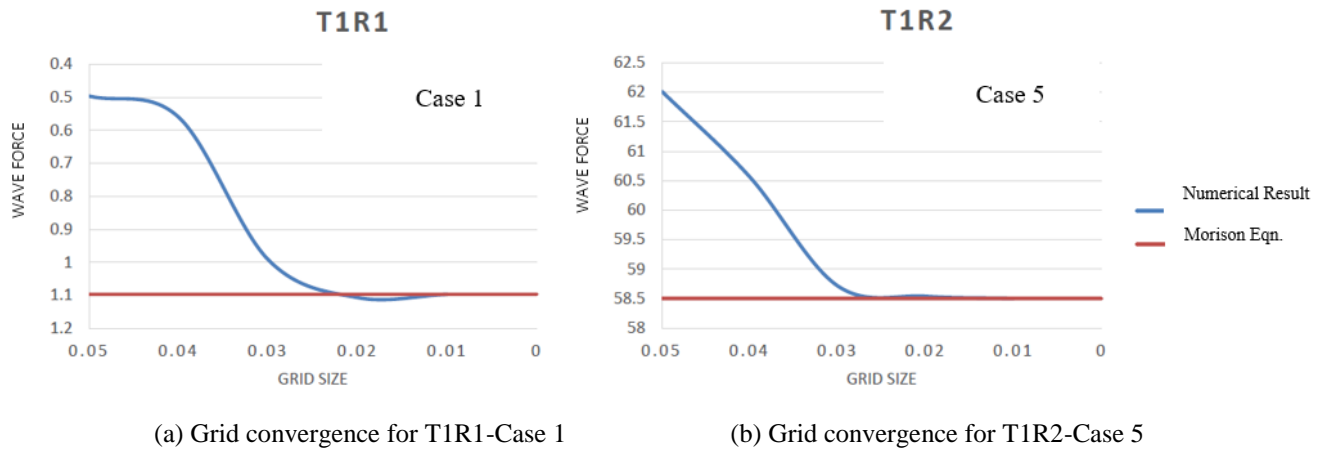 T1R1
0.4
0.5
0.6
0.7
0.8
0.9
1
1.1
1.2
WAVE FORCE
Case 1
0.05 0.04 0.03 0.02 0.01 0
GRID SIZE
T1R2
62.5
62
61.5
61
60.5
60
59.5
59
58.5
58
WAVE FORCE
Case 5
0.05 0.04 0.03 0.02 0.01 0
GRID SIZE
Numerical Result
Morison Eqn.
(a) Grid convergence for T1R1-Case 1
(b) Grid convergence for T1R2-Case 5